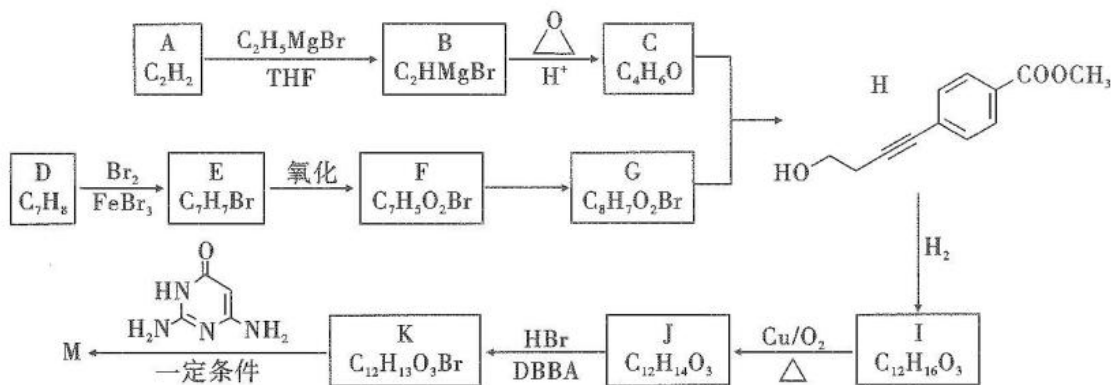 A C₂H₂
C₂H₅MgBr
THF
B C₂HMgBr
O
H⁺
C C₄H₆O
D C₇H₈
Br₂
FeBr₃
E C₇H₇Br
氧化
F C₇H₅O₂Br
G C₈H₇O₂Br
H
COOCH₃
HO
H₂
I C₁₂H₁₆O₃
Cu/O₂
△
J C₁₂H₁₄O₃
HBr
DBBA
K C₁₂H₁₃O₃Br
O
HN
H₂N N NH₂
一定条件
M